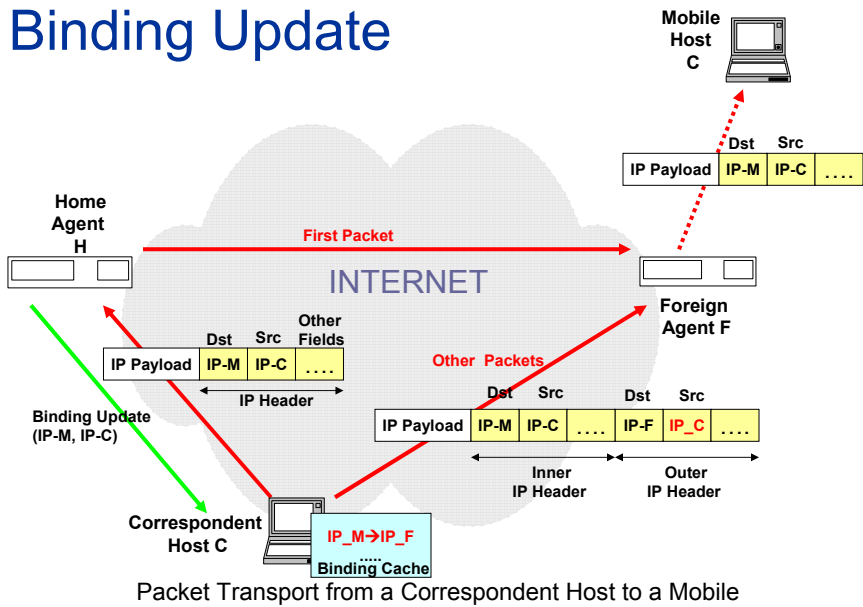 Binding Update
Mobile
Host
C
Dst Src
IP Payload IP-M IP-C ....
Home
Agent
H
First Packet
INTERNET
Foreign
Agent F
Other
Dst Src Fields
IP Payload IP-M IP-C ....
IP Header
Other Packets
Binding Update
(IP-M, IP-C)
Dst Src Dst Src
IP Payload IP-M IP-C .... IP-F IP_C ....
Inner
IP Header
Outer
IP Header
Correspondent
Host C
IP_M→IP_F
.....
Binding Cache
Packet Transport from a Correspondent Host to a Mobile